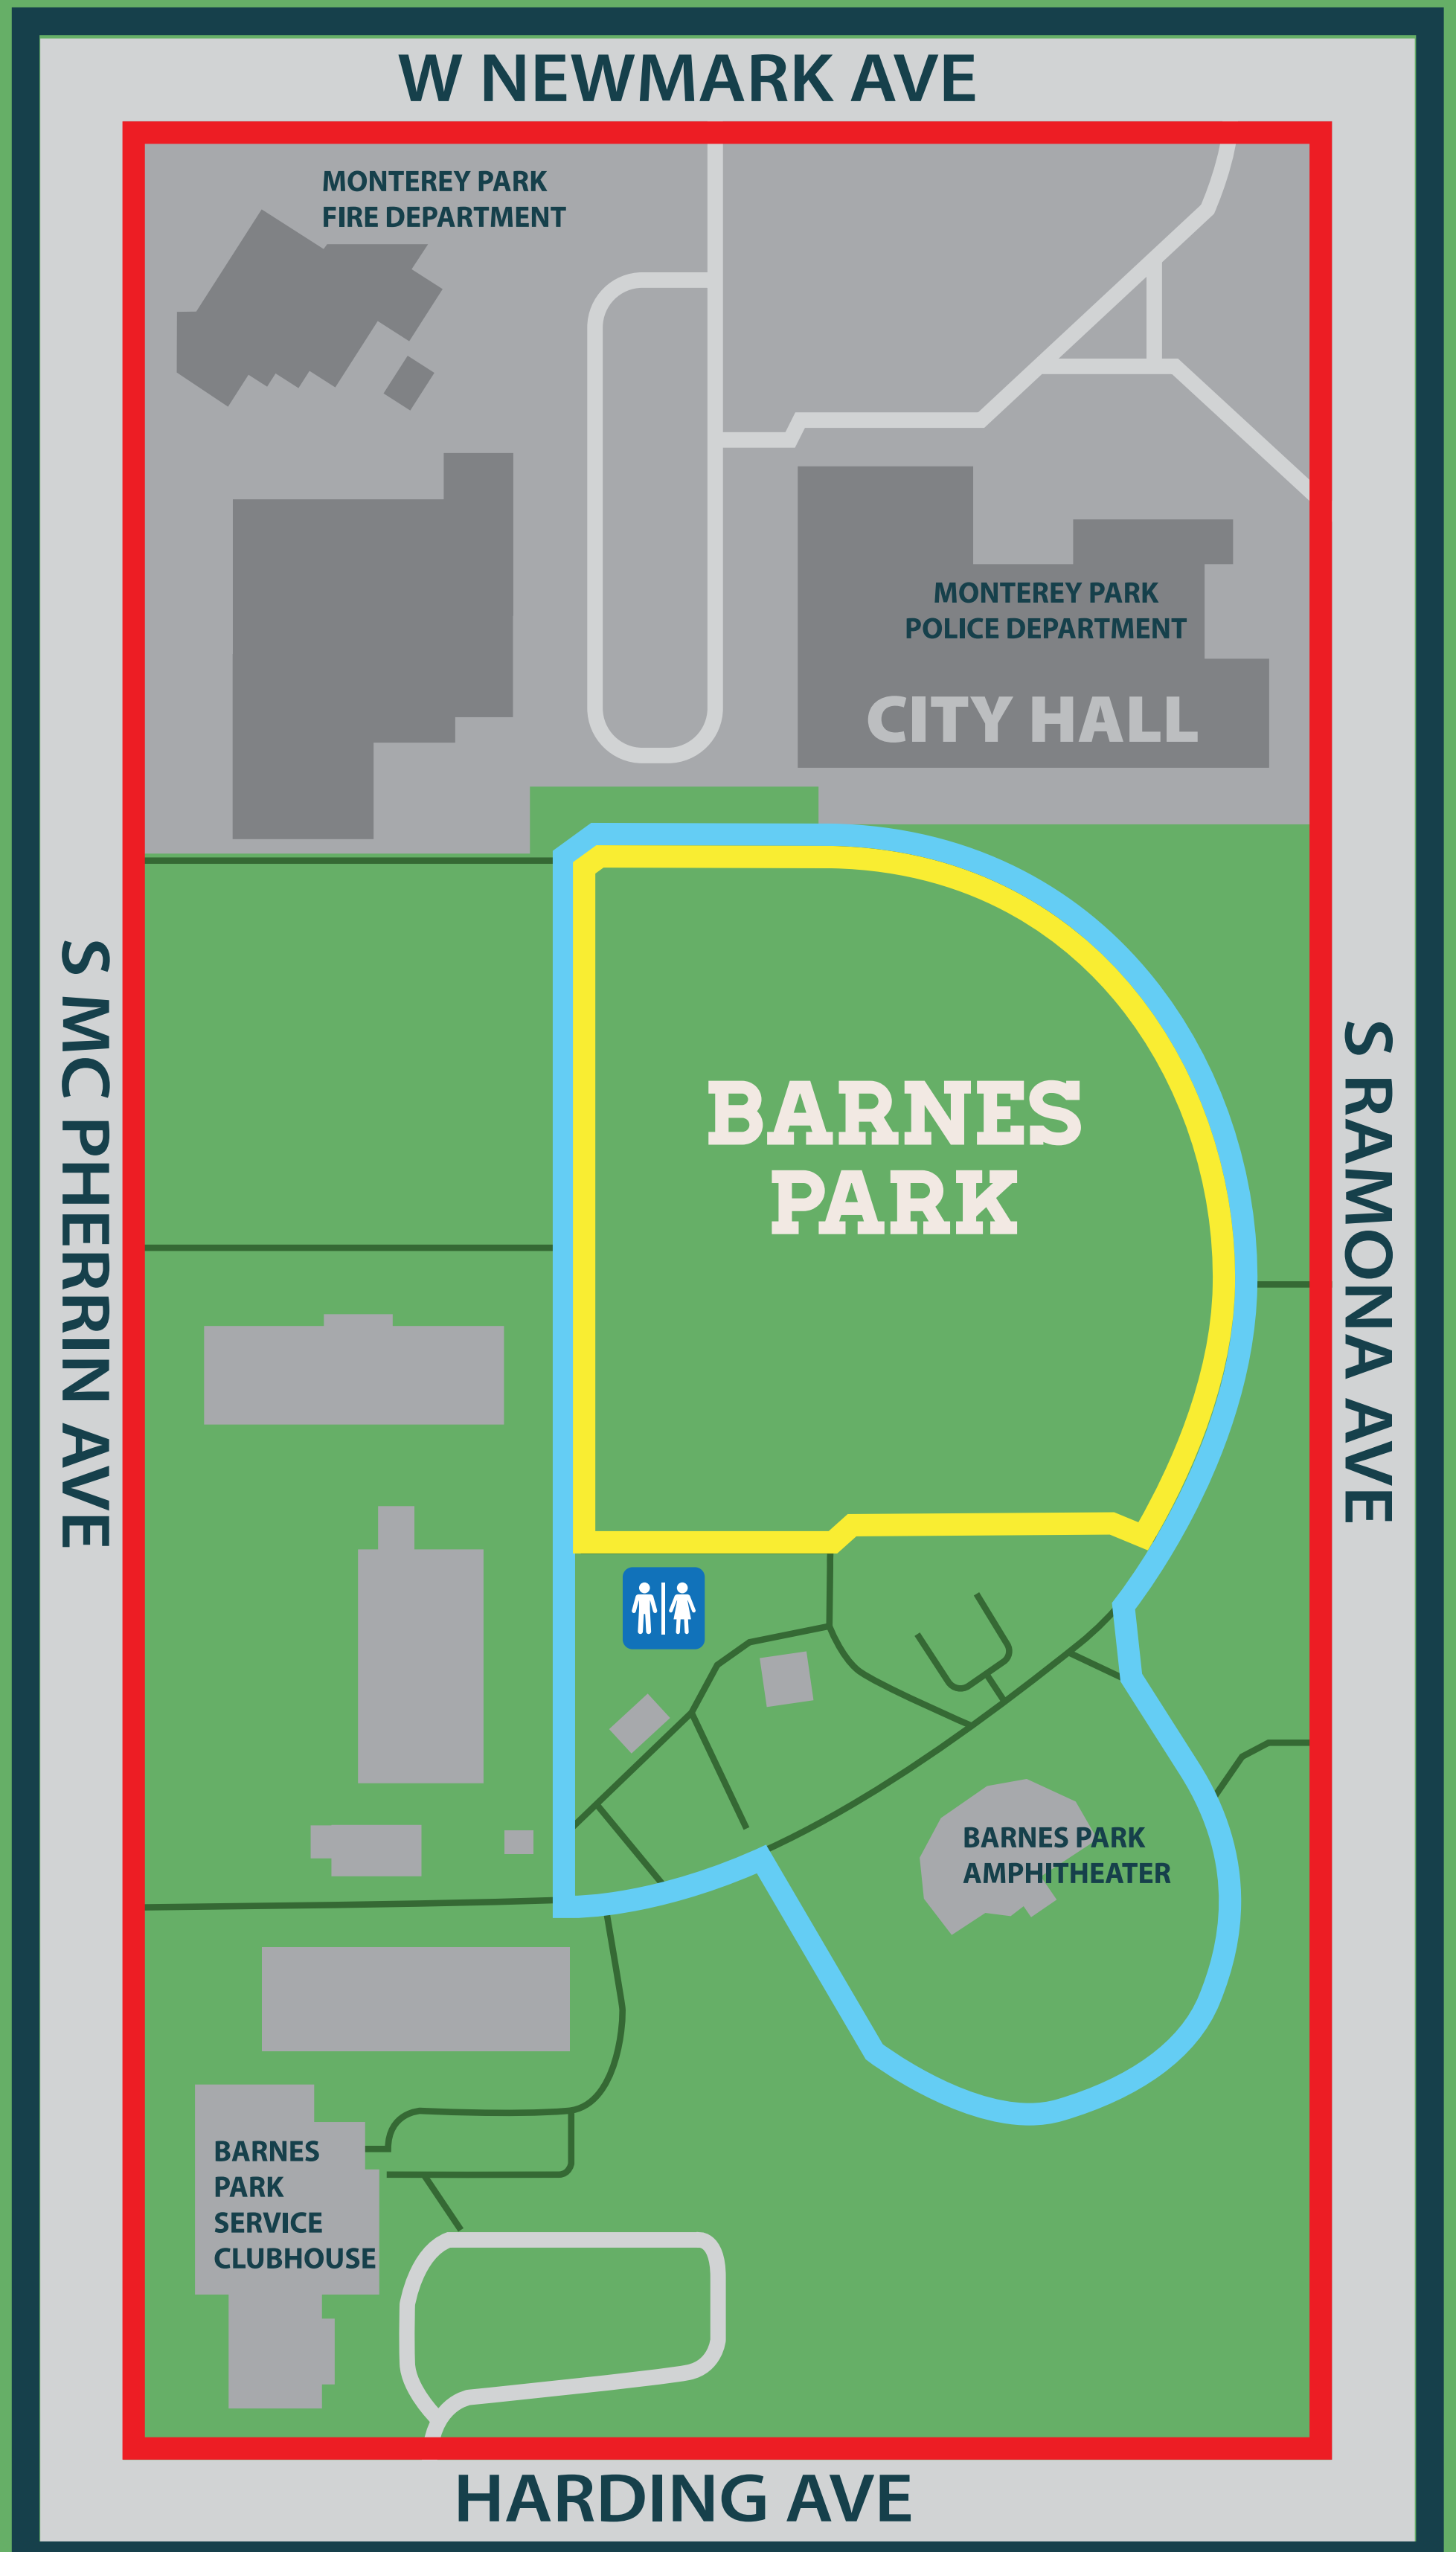 W NEWMARK AVE
MONTEREY PARK
FIRE DEPARTMENT
MONTEREY PARK
POLICE DEPARTMENT
CITY HALL
S MC PHERRIN AVE
S RAMONA AVE
BARNES
PARK
BARNES PARK
AMPHITHEATER
BARNES
PARK
SERVICE
CLUBHOUSE
HARDING AVE